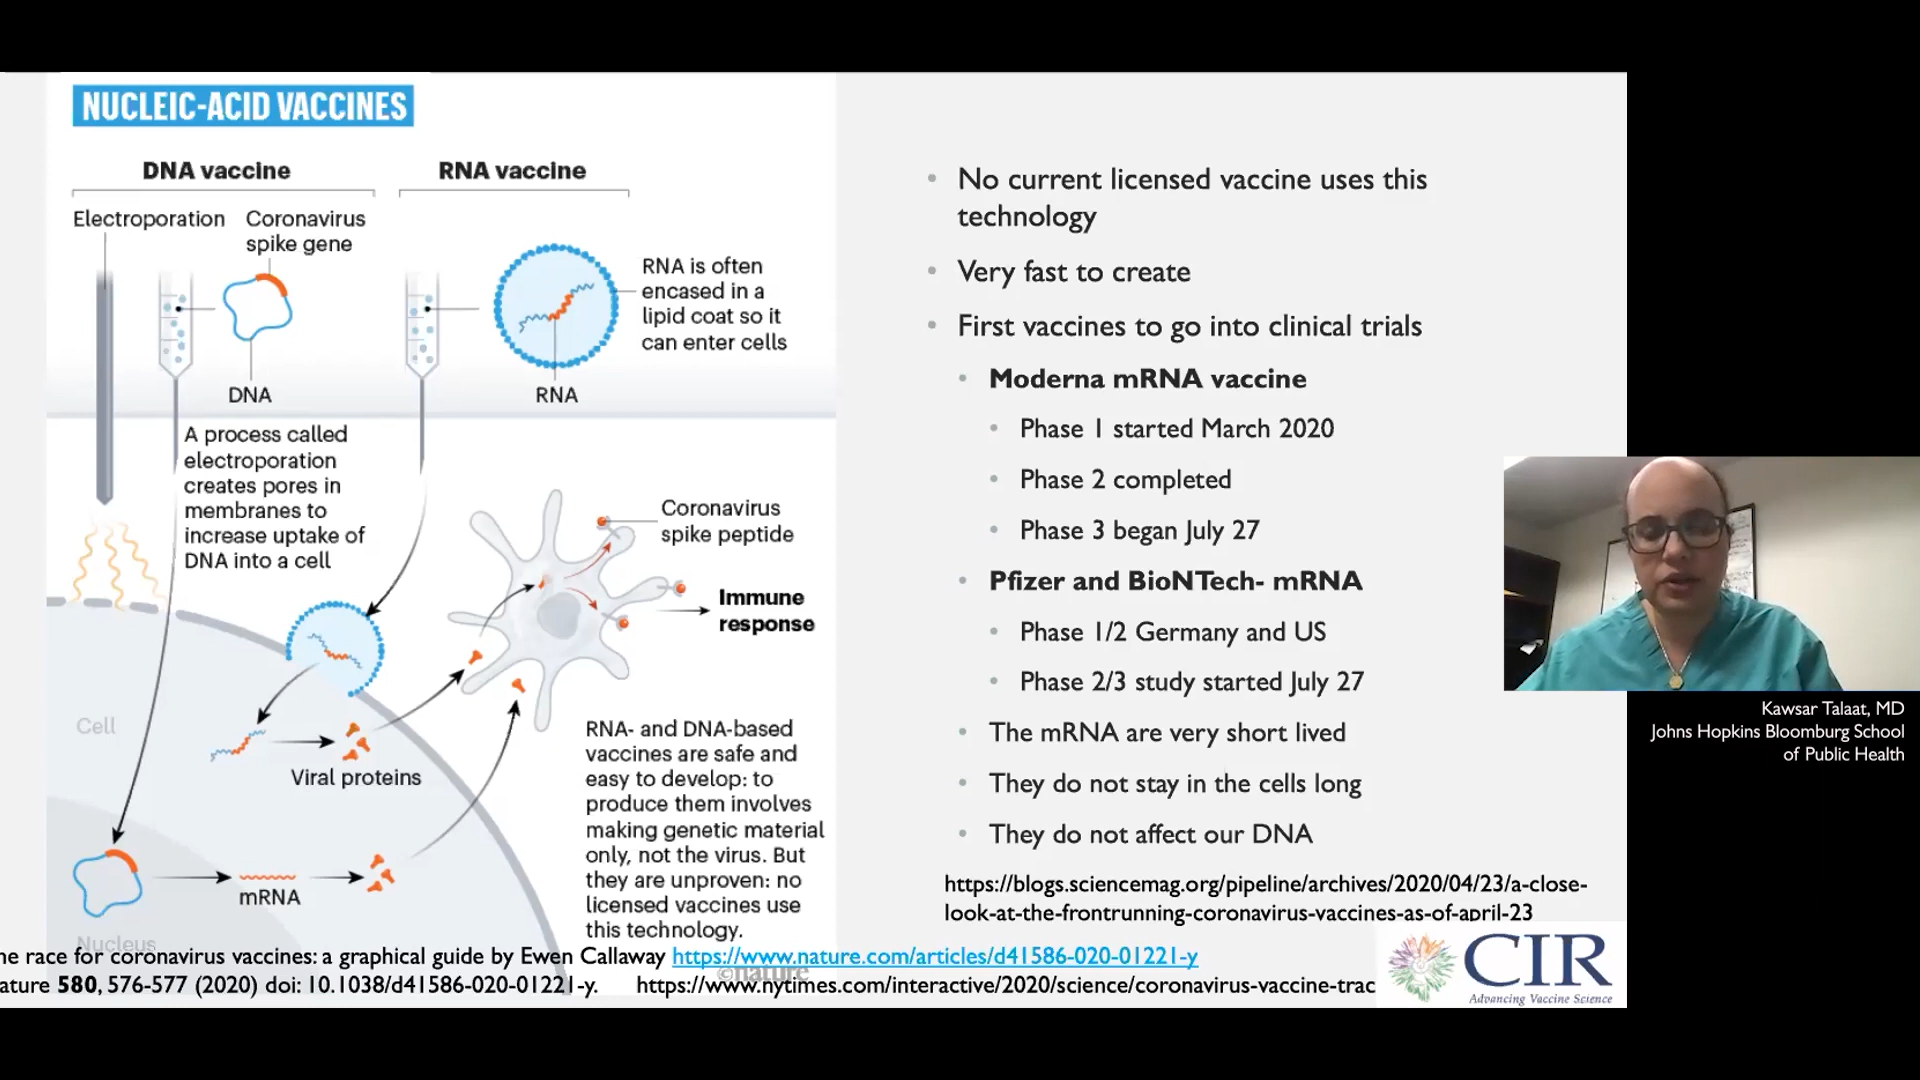 NUCLEIC-ACID VACCINES
DNA vaccine
RNA vaccine
Electroporation
Coronavirus
spike gene
RNA is often
encased in a
lipid coat so it
can enter cells
DNA
RNA
A process called
electroporation
creates pores in
membranes to
increase uptake of
DNA into a cell
Coronavirus
spike peptide
Immune
response
Cell
Viral proteins
mRNA
Nucleus
RNA- and DNA-based
vaccines are safe and
easy to develop: to
produce them involves
making genetic material
only, not the virus. But
they are unproven: no
licensed vaccines use
this technology.
©nature
• No current licensed vaccine uses this
technology
• Very fast to create
• First vaccines to go into clinical trials
• Moderna mRNA vaccine
• Phase 1 started March 2020
• Phase 2 completed
• Phase 3 began July 27
• Pfizer and BioNTech- mRNA
• Phase 1/2 Germany and US
• Phase 2/3 study started July 27
• The mRNA are very short lived
• They do not stay in the cells long
• They do not affect our DNA
https://blogs.sciencemag.org/pipeline/archives/2020/04/23/a-close-
look-at-the-frontrunning-coronavirus-vaccines-as-of-april-23
he race for coronavirus vaccines: a graphical guide by Ewen Callaway https://www.nature.com/articles/d41586-020-01221-y
ature 580, 576-577 (2020) doi: 10.1038/d41586-020-01221-y. https://www.nytimes.com/interactive/2020/science/coronavirus-vaccine-trac
CIR
Advancing Vaccine Science
Kawsar Talaat, MD
Johns Hopkins Bloomburg School
of Public Health